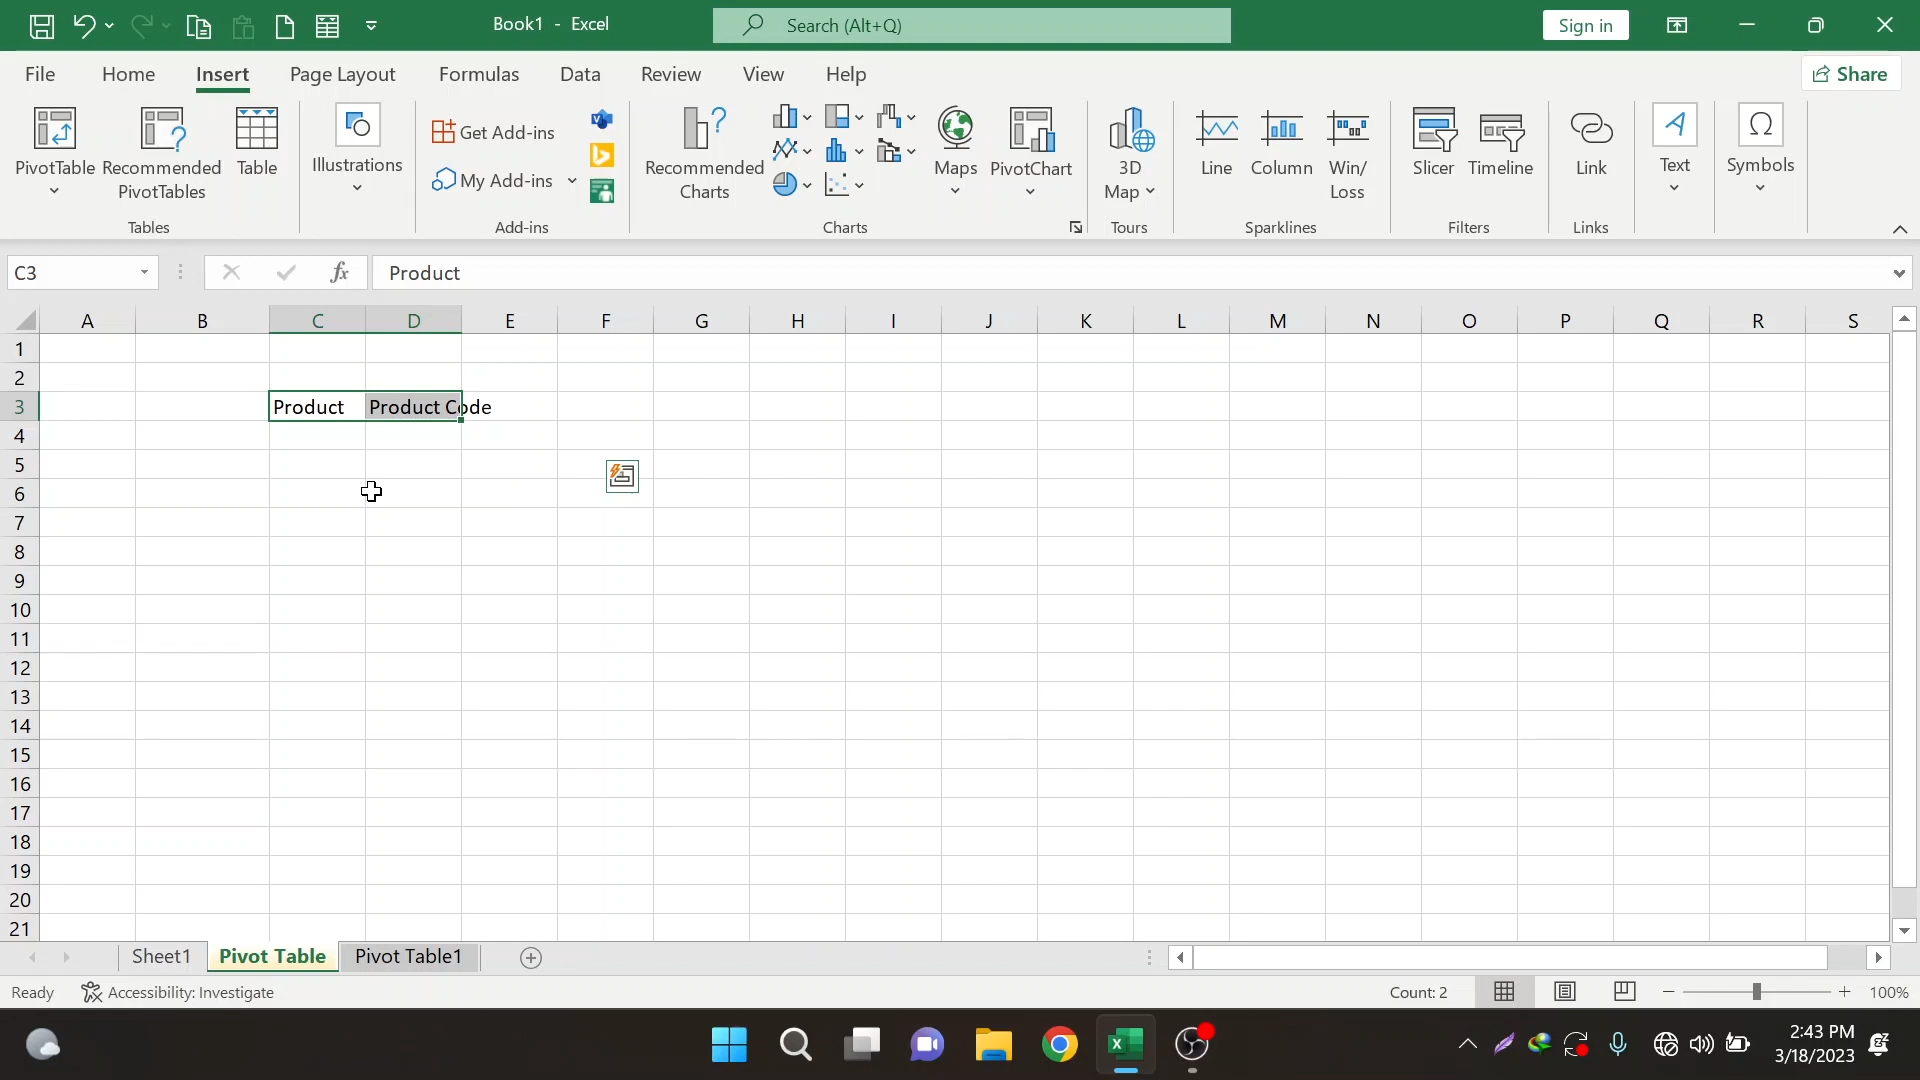 Book1 - Excel
Search (Alt+Q)
Sign in
File Home Insert Page Layout Formulas Data Review View Help
Share
PivotTable
Recommended
PivotTables
Table
Illustrations
Get Add-ins
My Add-ins
Recommended
Charts
Maps
PivotChart
3D
Map
Line
Column
Win/
Loss
Slicer
Timeline
Link
Text
Symbols
Tables Add-ins Charts Tours Sparklines Filters Links
C3
fx
Product
A B C D E F G H I J K L M N O P Q R S
1
2
3 Product Product Code
4
5
6
7
8
9
10
11
12
13
14
15
16
17
18
19
20
21
Sheet1 Pivot Table Pivot Table1
Ready Accessibility: Investigate Count: 2 100%
2:43 PM
3/18/2023